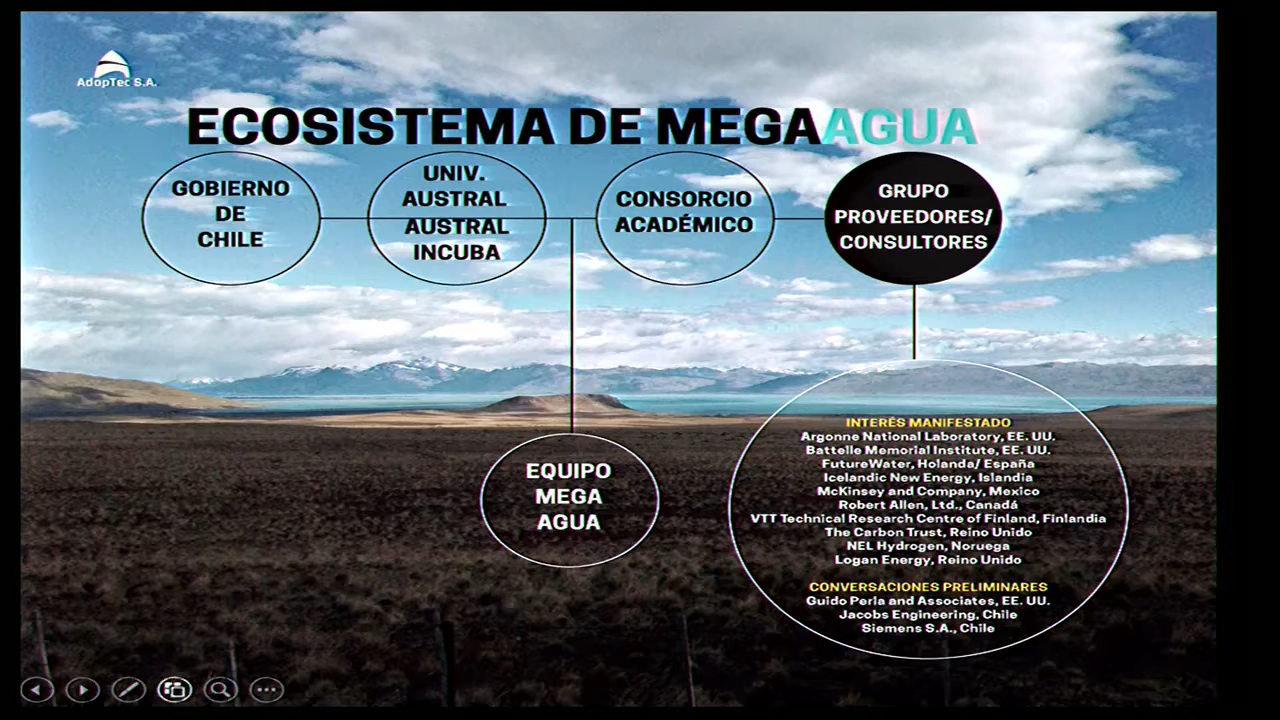 AdopTec S.A.
ECOSISTEMA DE MEGAAGUA
GOBIERNO
DE
CHILE
UNIV.
AUSTRAL
AUSTRAL
INCUBA
CONSORCIO
ACADÉMICO
GRUPO
PROVEEDORES/
CONSULTORES
EQUIPO
MEGA
AGUA
INTERÉS MANIFESTADO
Argonne National Laboratory, EE. UU.
Battelle Memorial Institute, EE. UU.
FutureWater, Holanda/ España
Icelandic New Energy, Islandia
McKinsey and Company, Mexico
Robert Allen, Ltd., Canadá
VTT Technical Research Centre of Finland, Finlandia
The Carbon Trust, Reino Unido
NEL Hydrogen, Noruega
Logan Energy, Reino Unido
CONVERSACIONES PRELIMINARES
Guido Perla and Associates, EE. UU.
Jacobs Engineering, Chile
Siemens S.A., Chile